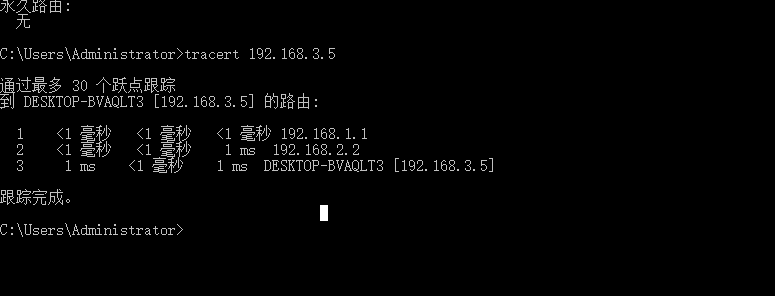 永久路由:
无
C:\Users\Administrator>tracert 192.168.3.5
通过最多 30 个跃点跟踪
到 DESKTOP-BVAQLT3 [192.168.3.5] 的路由:
1 <1 毫秒 <1 毫秒 <1 毫秒 192.168.1.1
2 <1 毫秒 <1 毫秒 1 ms 192.168.2.2
3 1 ms <1 毫秒 1 ms DESKTOP-BVAQLT3 [192.168.3.5]
跟踪完成。
C:\Users\Administrator>